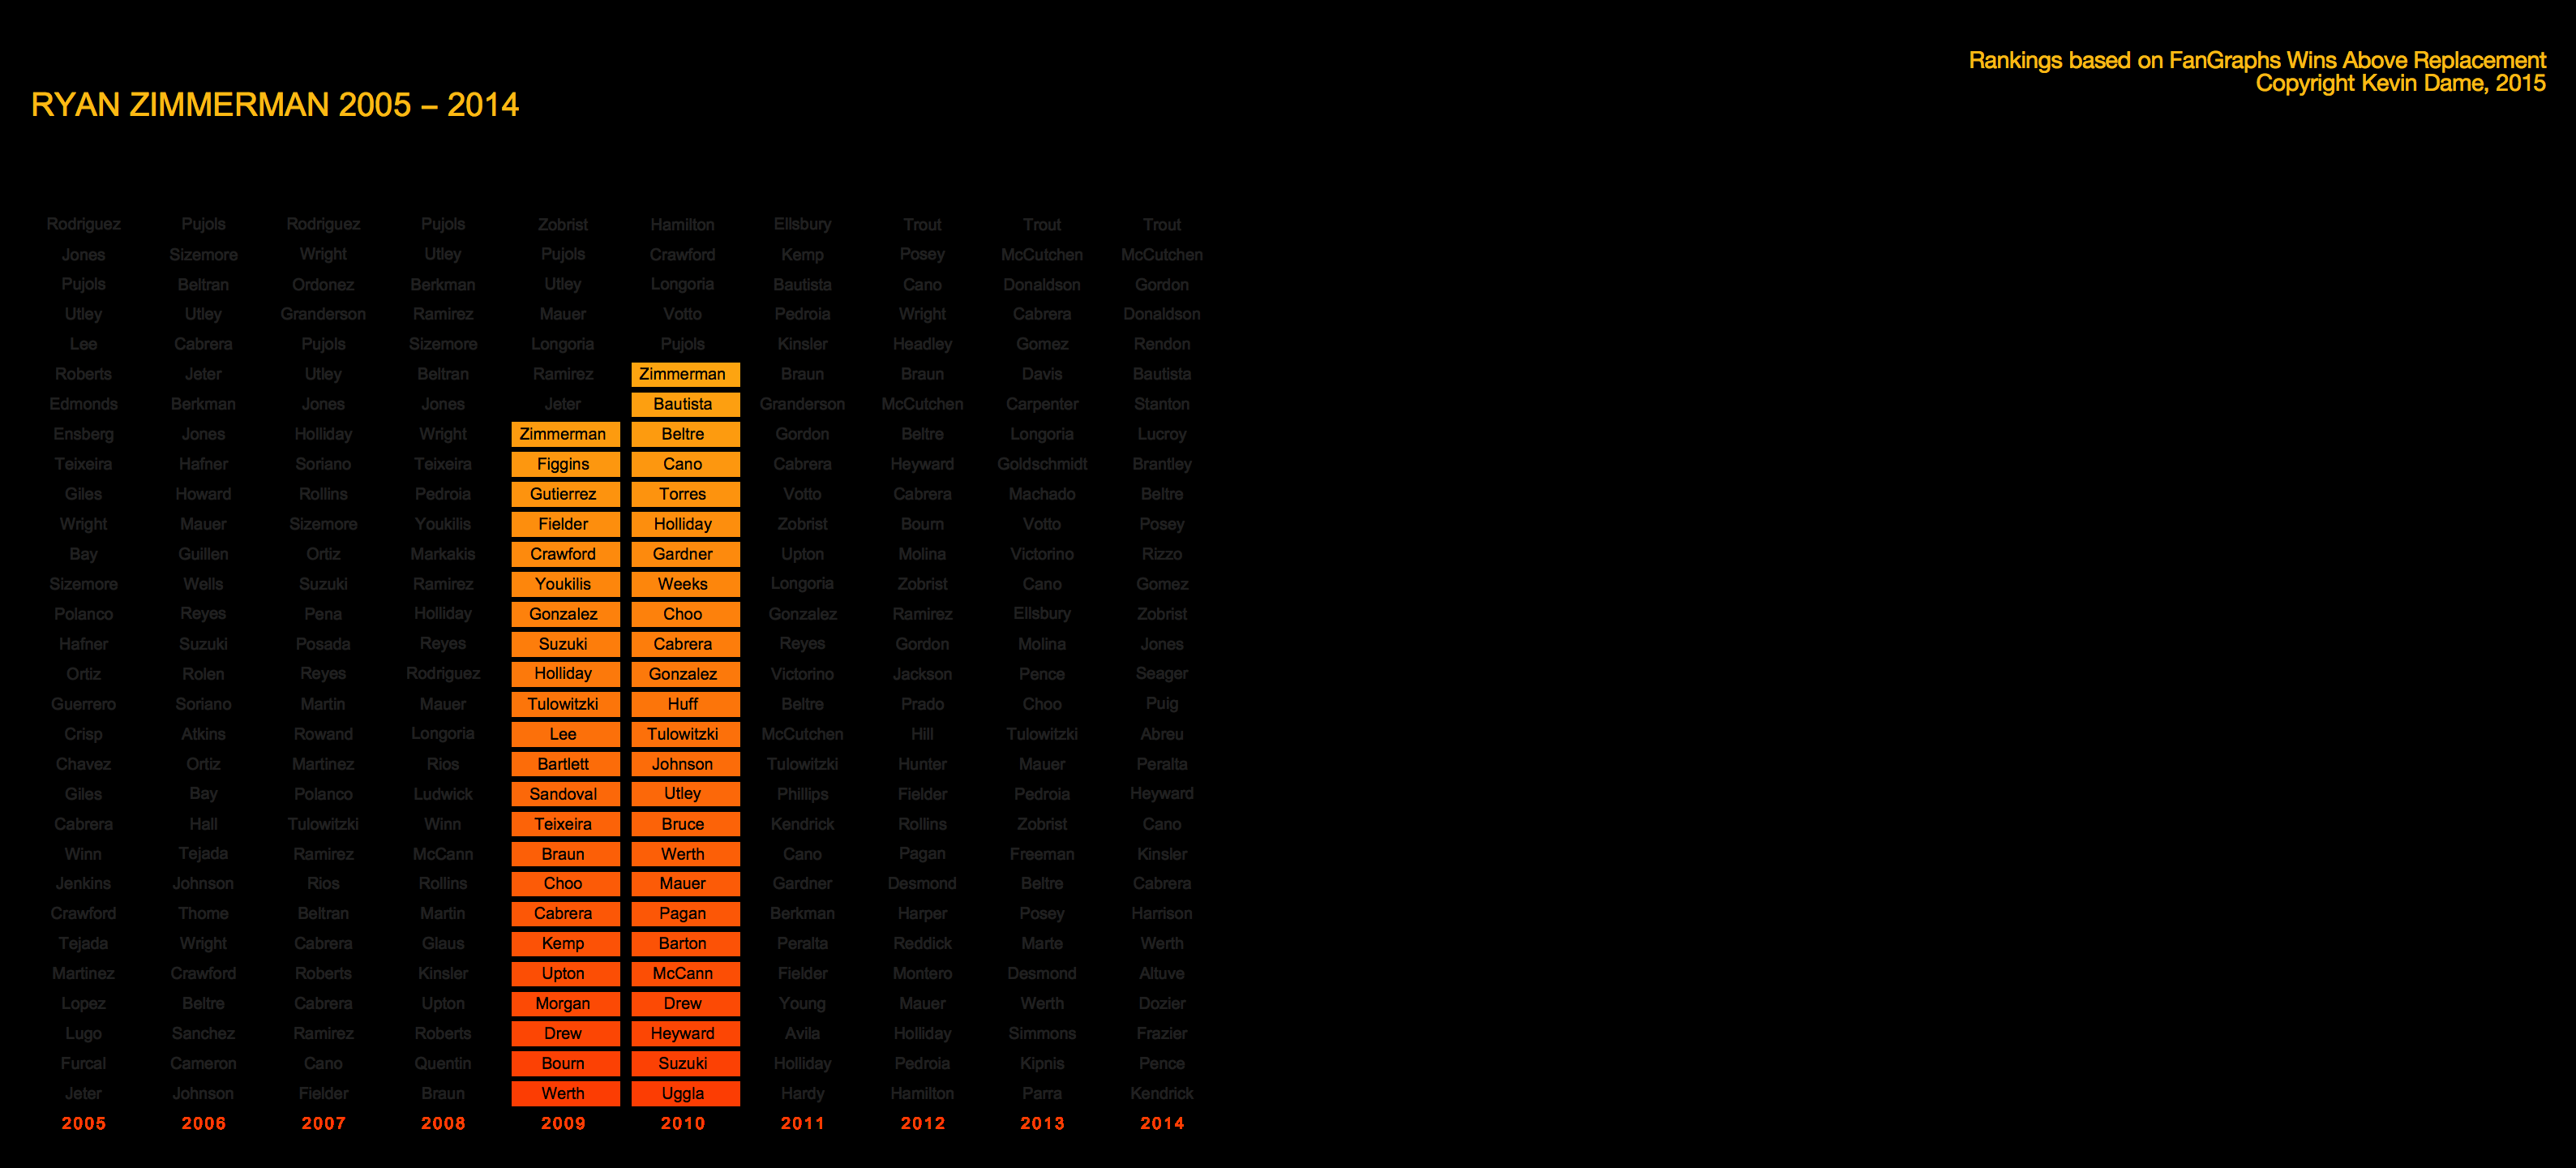 Rankings based on FanGraphs Wins Above Replacement
Copyright Kevin Dame, 2015
RYAN ZIMMERMAN 2005 – 2014
Rodriguez Pujols Rodriguez Pujols Zobrist Hamilton Ellsbury Trout Trout Trout
Jones Sizemore Wright Utley Pujols Crawford Kemp Posey McCutchen McCutchen
Pujols Beltran Ordonez Berkman Utley Longoria Bautista Cano Donaldson Gordon
Utley Utley Granderson Ramirez Mauer Votto Pedroia Wright Cabrera Donaldson
Lee Cabrera Pujols Sizemore Longoria Pujols Kinsler Headley Gomez Rendon
Roberts Jeter Utley Beltran Ramirez Zimmerman Braun Braun Davis Bautista
Edmonds Berkman Jones Jones Jeter Bautista Granderson McCutchen Carpenter Stanton
Ensberg Jones Holliday Wright Zimmerman Beltre Gordon Beltre Longoria Lucroy
Teixeira Hafner Soriano Teixeira Figgins Cano Cabrera Heyward Goldschmidt Brantley
Giles Howard Rollins Pedroia Gutierrez Torres Votto Cabrera Machado Beltre
Wright Mauer Sizemore Youkilis Fielder Holliday Zobrist Bourn Votto Posey
Bay Guillen Ortiz Markakis Crawford Gardner Upton Molina Victorino Rizzo
Sizemore Wells Suzuki Ramirez Youkilis Weeks Longoria Zobrist Cano Gomez
Polanco Reyes Pena Holliday Gonzalez Choo Gonzalez Ramirez Ellsbury Zobrist
Hafner Suzuki Posada Reyes Suzuki Cabrera Reyes Gordon Molina Jones
Ortiz Rolen Reyes Rodriguez Holliday Gonzalez Victorino Jackson Pence Seager
Guerrero Soriano Martin Mauer Tulowitzki Huff Beltre Prado Choo Puig
Crisp Atkins Rowand Longoria Lee Tulowitzki McCutchen Hill Tulowitzki Abreu
Chavez Ortiz Martinez Rios Bartlett Johnson Tulowitzki Hunter Mauer Peralta
Giles Bay Polanco Ludwick Sandoval Utley Phillips Fielder Pedroia Heyward
Cabrera Hall Tulowitzki Winn Teixeira Bruce Kendrick Rollins Zobrist Cano
Winn Tejada Ramirez McCann Braun Werth Cano Pagan Freeman Kinsler
Jenkins Johnson Rios Rollins Choo Mauer Gardner Desmond Beltre Cabrera
Crawford Thome Beltran Martin Cabrera Pagan Berkman Harper Posey Harrison
Tejada Wright Cabrera Glaus Kemp Barton Peralta Reddick Marte Werth
Martinez Crawford Roberts Kinsler Upton McCann Fielder Montero Desmond Altuve
Lopez Beltre Cabrera Upton Morgan Drew Young Mauer Werth Dozier
Lugo Sanchez Ramirez Roberts Drew Heyward Avila Holliday Simmons Frazier
Furcal Cameron Cano Quentin Bourn Suzuki Holliday Pedroia Kipnis Pence
Jeter Johnson Fielder Braun Werth Uggla Hardy Hamilton Parra Kendrick
2005 2006 2007 2008 2009 2010 2011 2012 2013 2014